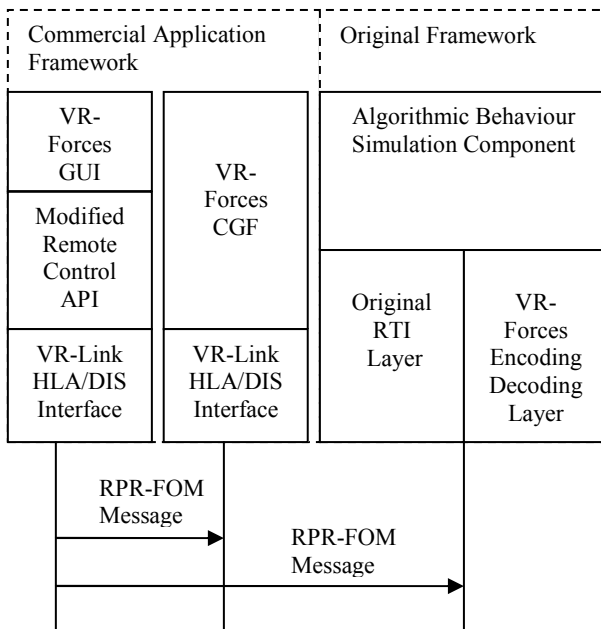 Commercial Application
Framework
Original Framework
VR-
Forces
GUI
Modified
Remote
Control
API
VR-Link
HLA/DIS
Interface
VR-
Forces
CGF
VR-Link
HLA/DIS
Interface
Algorithmic Behaviour
Simulation Component
Original
RTI
Layer
VR-
Forces
Encoding
Decoding
Layer
RPR-FOM
Message
RPR-FOM
Message